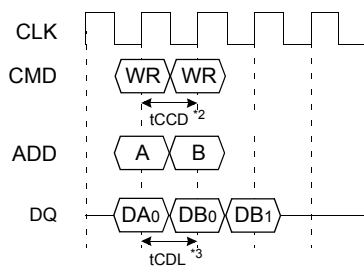 CLK
CMD WR WR
tCCD *2
ADD A B
DQ DA0 DB0 DB1
tCDL *3